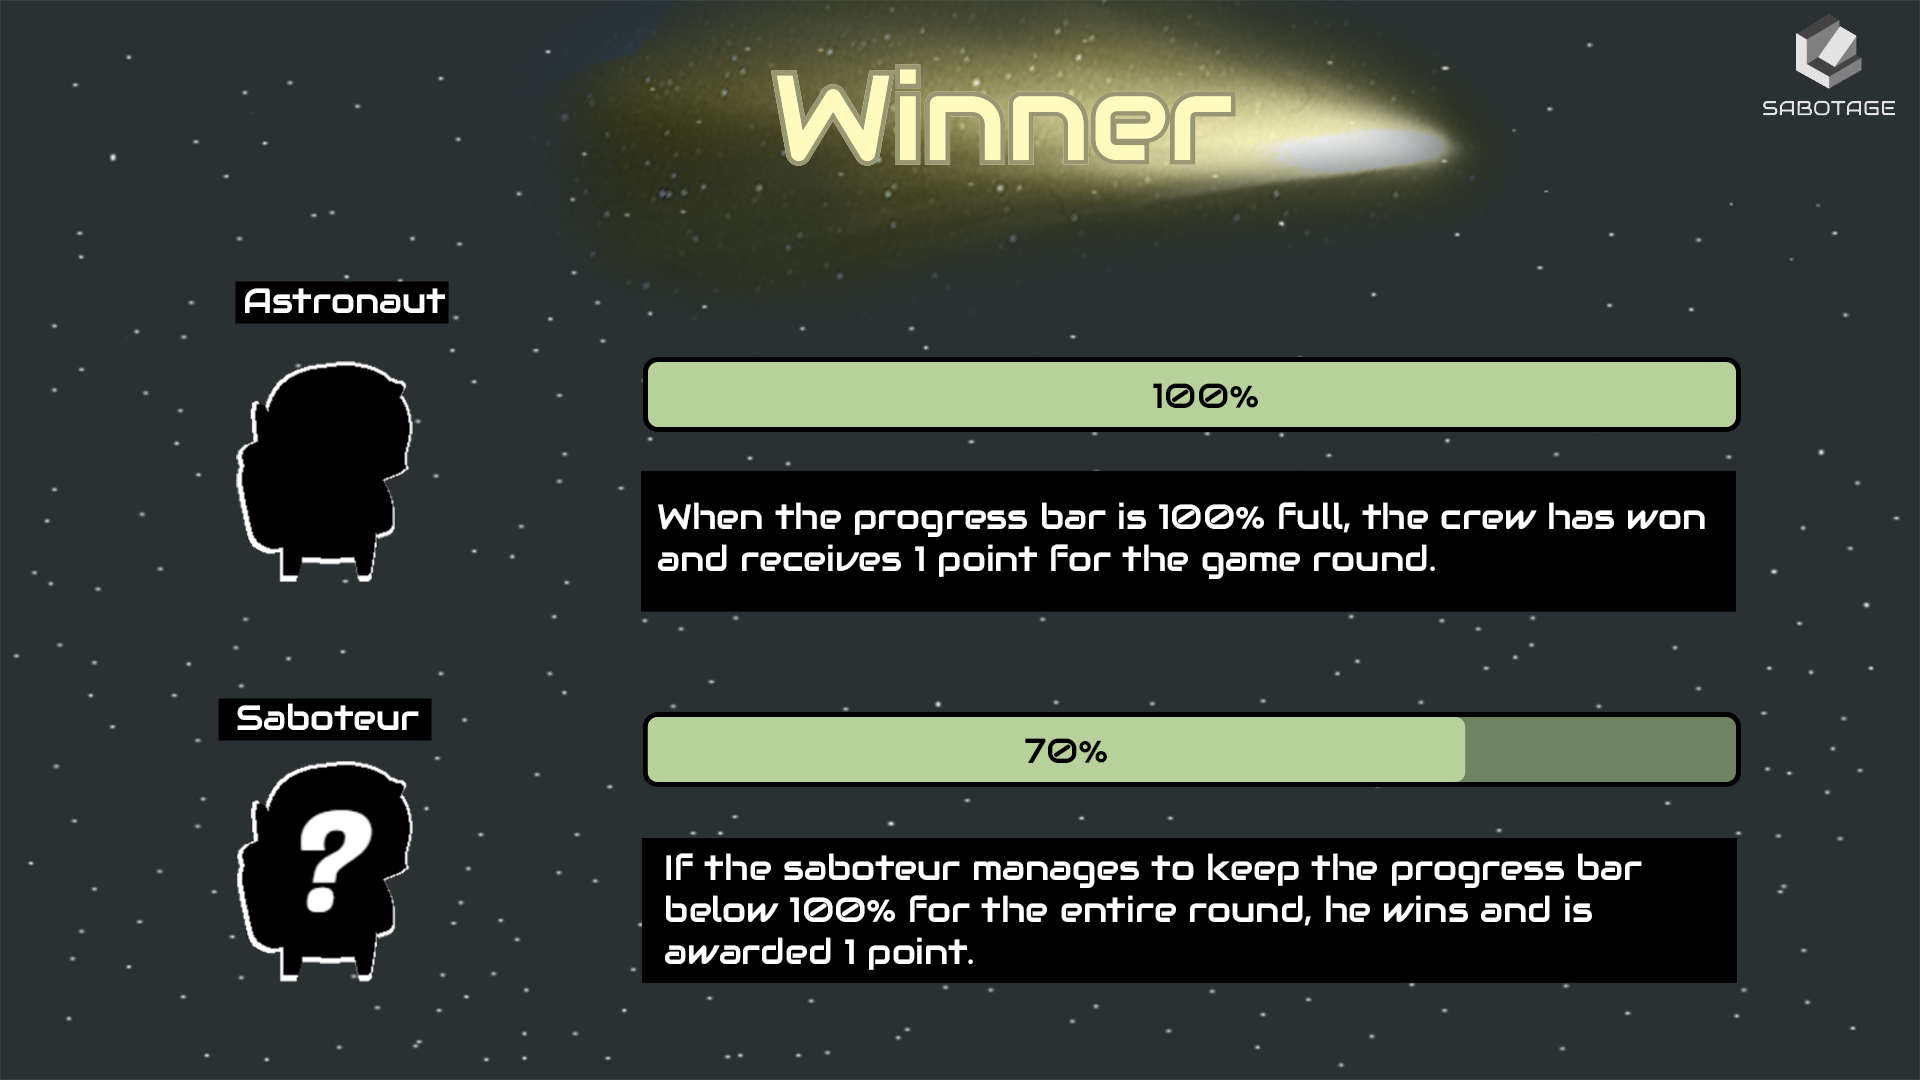 Winner
SABOTAGE
Astronaut
100%
When the progress bar is 100% full, the crew has won
and receives 1 point for the game round.
Saboteur
?
70%
If the saboteur manages to keep the progress bar
below 100% for the entire round, he wins and is
awarded 1 point.